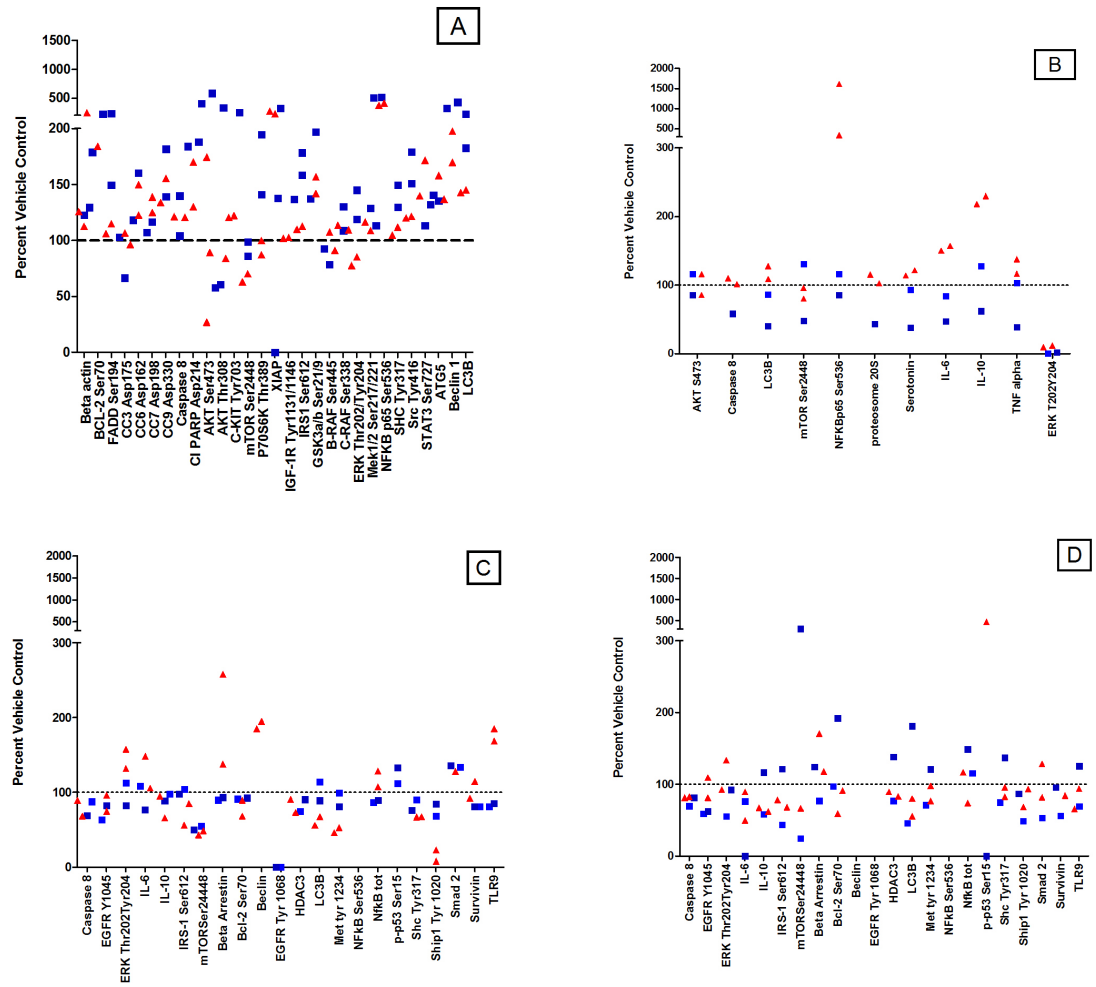 A
1500
1000
500
200
150
100
50
0
Percent Vehicle Control
Beta actin
BCL-2 Ser70
FADD Ser194
CC3 Asp175
CC6 Asp162
CC7 Asp198
CC9 Asp330
Caspase 8
Cl PARP Asp214
AKT Ser473
AKT Thr308
C-KIT Tyr703
mTOR Ser2448
P70S6K Thr389
XIAP
IGF-1R Tyr1131/1146
IRS1 Ser612
GSK3a/b Ser21/9
B-RAF Ser445
C-RAF Ser338
ERK Thr202/Tyr204
Mek1/2 Ser217/221
NFKB p65 Ser536
SHC Tyr317
Src Tyr416
STAT3 Ser727
ATG5
Beclin 1
LC3B
B
2000
1500
1000
500
300
200
100
0
Percent Vehicle Control
AKT S473
Caspase 8
LC3B
mTOR Ser2448
NFKBp65 Ser536
proteosome 20S
Serotonin
IL-6
IL-10
TNF alpha
ERK T202Y204
C
2000
1500
1000
500
300
200
100
0
Percent Vehicle Control
Caspase 8
EGFR Y1045
ERK Thr202Tyr204
IL-6
IL-10
IRS-1 Ser612
mTORSer24448
Beta Arrestin
Bcl-2 Ser70
Beclin
EGFR Tyr 1068
HDAC3
LC3B
Met tyr 1234
NFkB Ser536
NfkB tot
p-p53 Ser15
Shc Tyr317
Ship1 Tyr 1020
Smad 2
Survivin
TLR9
D
2000
1500
1000
500
300
200
100
0
Percent Vehicle Control
Caspase 8
EGFR Y1045
ERK Thr202Tyr204
IL-6
IL-10
IRS-1 Ser612
mTORSer24448
Beta Arrestin
Bcl-2 Ser70
Beclin
EGFR Tyr 1068
HDAC3
LC3B
Met tyr 1234
NFkB Ser536
NfkB tot
p-p53 Ser15
Shc Tyr317
Ship1 Tyr 1020
Smad 2
Survivin
TLR9